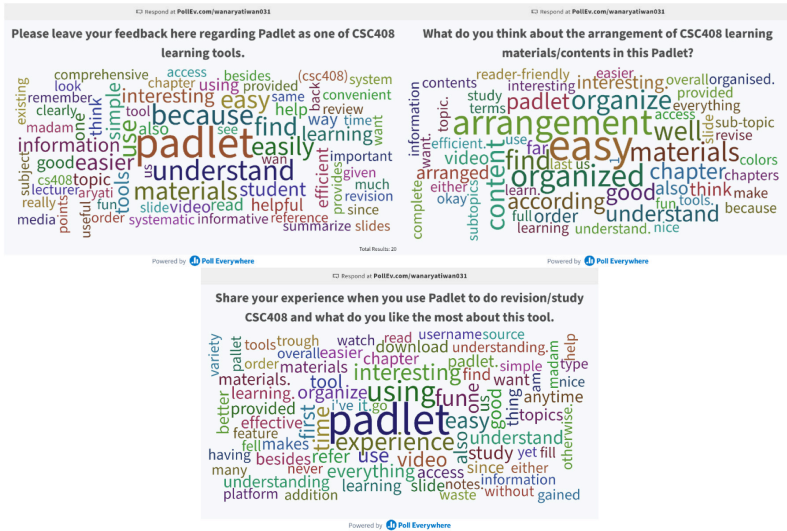 Respond at PollEv.com/wanaryatiwan031
Please leave your feedback here regarding Padlet as one of CSC408
learning tools.
comprehensive access besides (csc408) system
existing look chapter using provided back convenient
remember simple interesting easy same review
clearly think tool because help way time
madam one use also see find learning want
information padlet easily
good easier us understand wan efficient important
subject cs408 topic tools materials student provides given
lecturer aryati much
really points fun slide video read helpful revision
media useful order since
systematic informative reference
summarize slides
Total Results: 20
Powered by Poll Everywhere
Respond at PollEv.com/wanaryatiwan031
What do you think about the arrangement of CSC408 learning
materials/contents in this Padlet?
reader-friendly easier
information contents interesting interesting. overall organised.
topic. study padlet organize provided
terms everything
arrangement well access slide sub-topic
want. efficient. use far easy revise
video find last us 1 materials colors
arranged content organized chapter chapters
either learn. good also think make
complete okay subtopics according fun tools.
full order understand because
learning understand. nice
Powered by Poll Everywhere
Respond at PollEv.com/wanaryatiwan031
Share your experience when you use Padlet to do revision/study
CSC408 and what do you like the most about this tool.
variety pallet tools trough watch read username source help
overall easier download understanding. madam
order materials chapter padlet. simple type
materials. tool interesting find want am nice
learning. organize using fun one us good thing anytime
better provided first time i've it. go topics
effective padlet easy
feature experience also understand otherwise.
fell makes
having besides refer use video study yet fill
many never everything access since either
understanding learning slide notes. information
platform addition waste without gained
Powered by Poll Everywhere